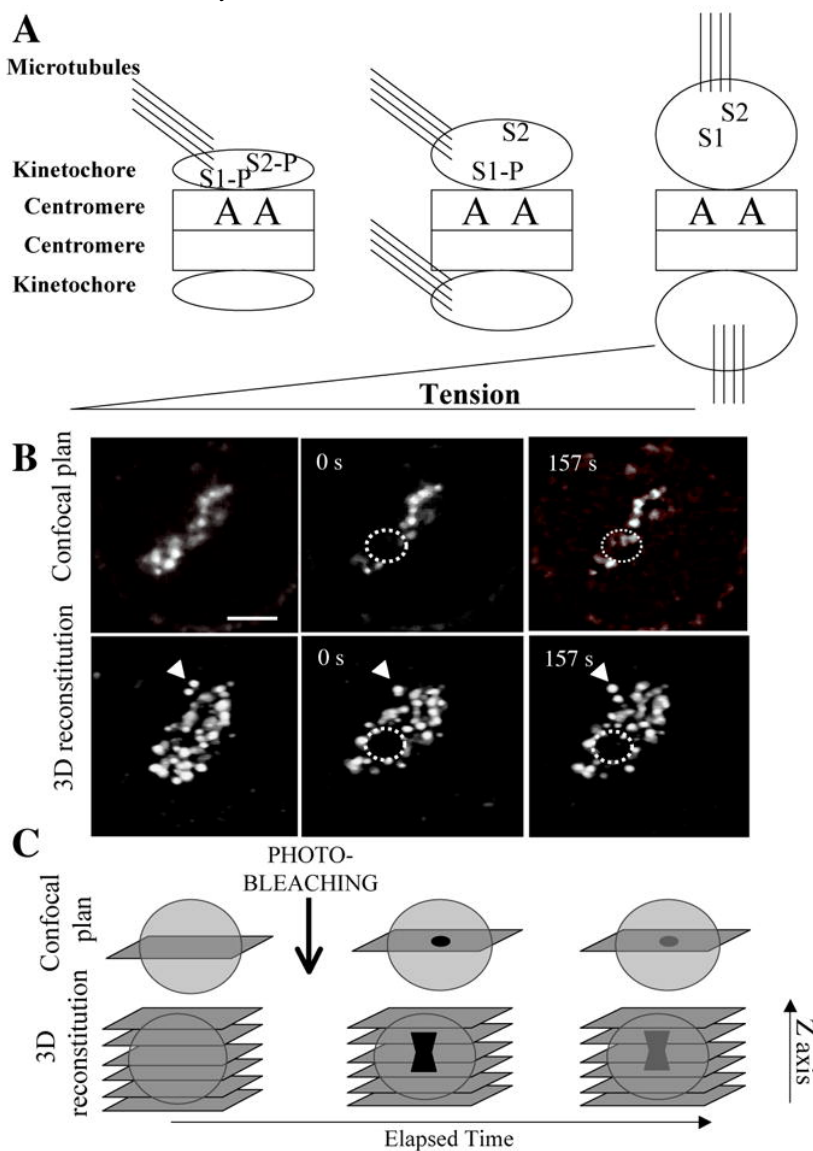 A
Microtubules
Kinetochore
Centromere
Centromere
Kinetochore
S1-P
S2-P
A A
S2
S1-P
A A
S2
S1
A A
Tension
B
Confocal plan
0 s
157 s
3D reconstitution
0 s
157 s
C
PHOTO-
BLEACHING
Confocal
plan
3D
reconstitution
Z axis
Elapsed Time